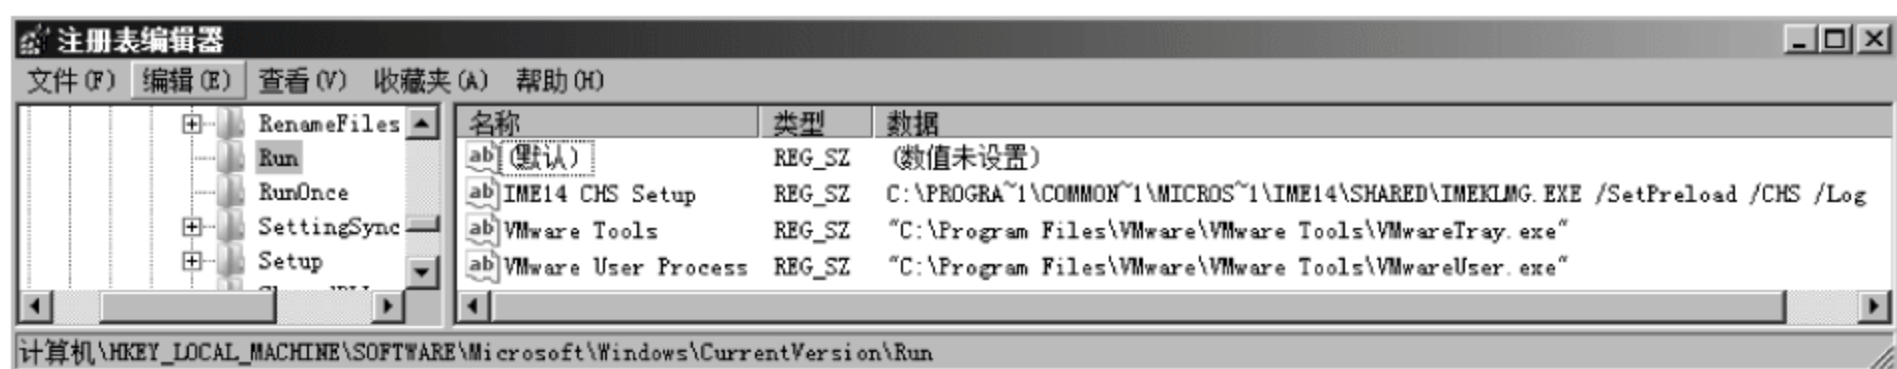 注册表编辑器
文件(F) 编辑(E) 查看(V) 收藏夹(A) 帮助(H)
RenameFiles
Run
RunOnce
SettingSync
Setup
名称 类型 数据
(默认) REG_SZ (数值未设置)
IME14 CHS Setup REG_SZ C:\PROGRA~1\COMMON~1\MICROS~1\IME14\SHARED\IMEKLMG.EXE /SetPreload /CHS /Log
VMware Tools REG_SZ "C:\Program Files\VMware\VMware Tools\VMwareTray.exe"
VMware User Process REG_SZ "C:\Program Files\VMware\VMware Tools\VMwareUser.exe"
计算机\HKEY_LOCAL_MACHINE\SOFTWARE\Microsoft\Windows\CurrentVersion\Run